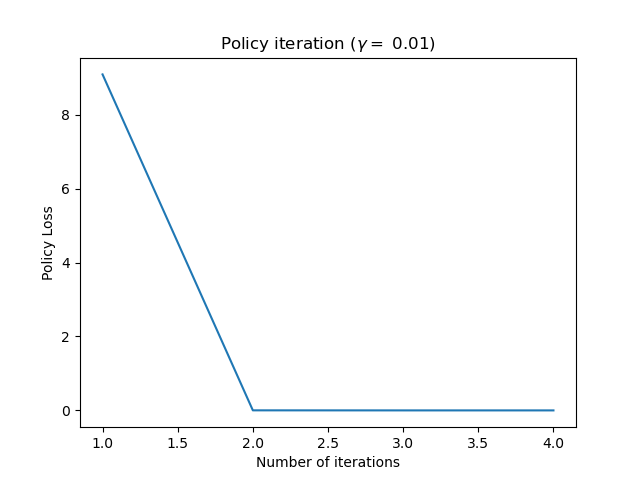 Policy iteration (γ = 0.01)
Policy Loss
8
6
4
2
0
1.0 1.5 2.0 2.5 3.0 3.5 4.0
Number of iterations